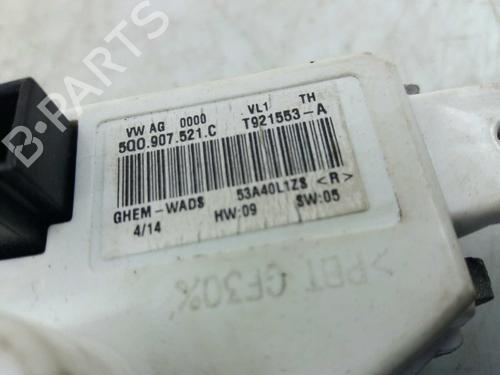 VW AG 0000 VL1 TH
5Q0.907.521.C T921553-A
GHEM-WADS 53A40L1ZS <R>
4/14 HW:09 SW:05
>PBT GF30%
B-PARTS